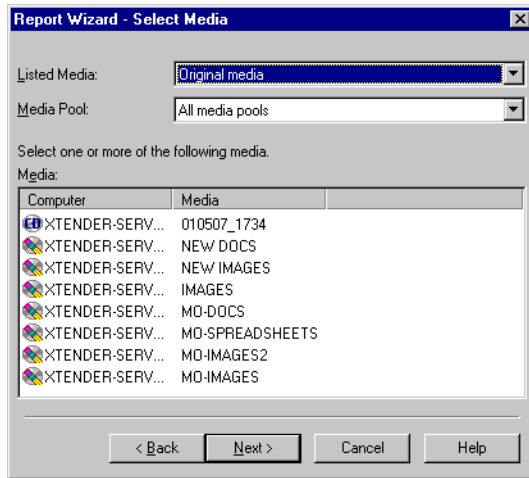 Report Wizard - Select Media
Listed Media: Original media
Media Pool: All media pools
Select one or more of the following media.
Media:
Computer Media
XTENDER-SERV... 010507_1734
XTENDER-SERV... NEW DOCS
XTENDER-SERV... NEW IMAGES
XTENDER-SERV... IMAGES
XTENDER-SERV... MO-DOCS
XTENDER-SERV... MO-SPREADSHEETS
XTENDER-SERV... MO-IMAGES2
XTENDER-SERV... MO-IMAGES
< Back Next > Cancel Help